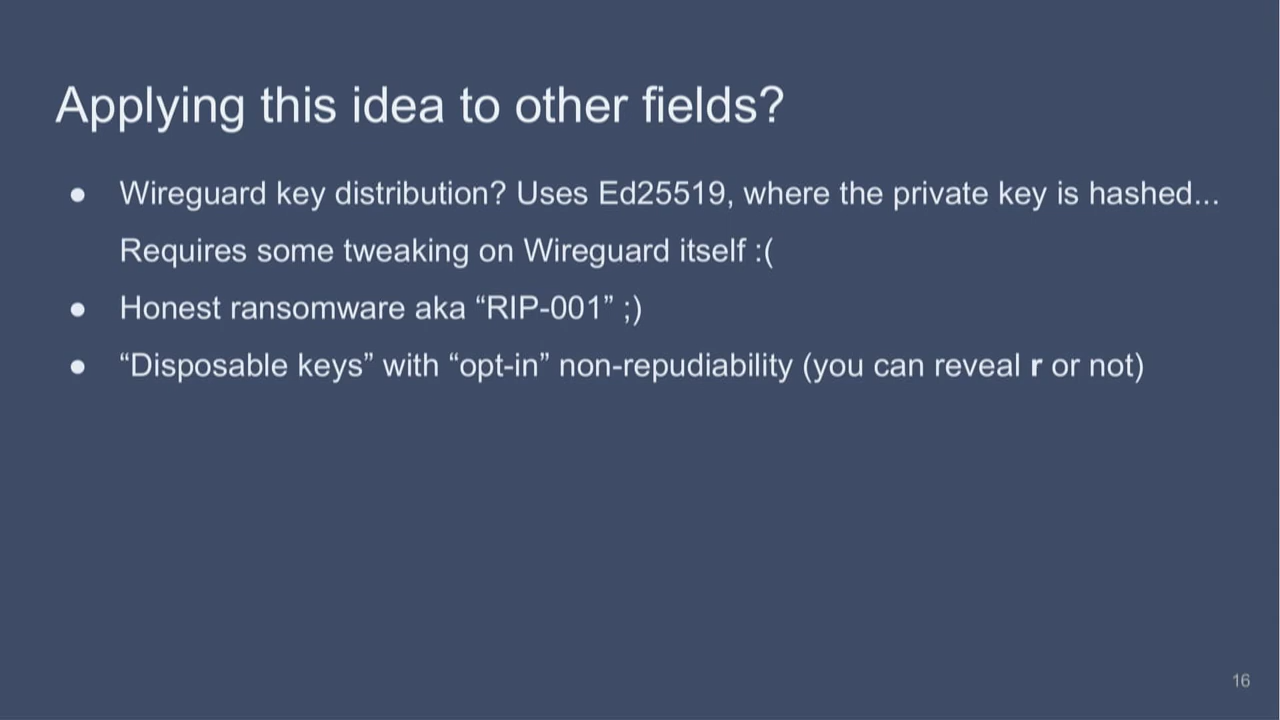 Applying this idea to other fields?
● Wireguard key distribution? Uses Ed25519, where the private key is hashed...
Requires some tweaking on Wireguard itself :(
● Honest ransomware aka “RIP-001” ;)
● “Disposable keys” with “opt-in” non-repudiability (you can reveal r or not)
16